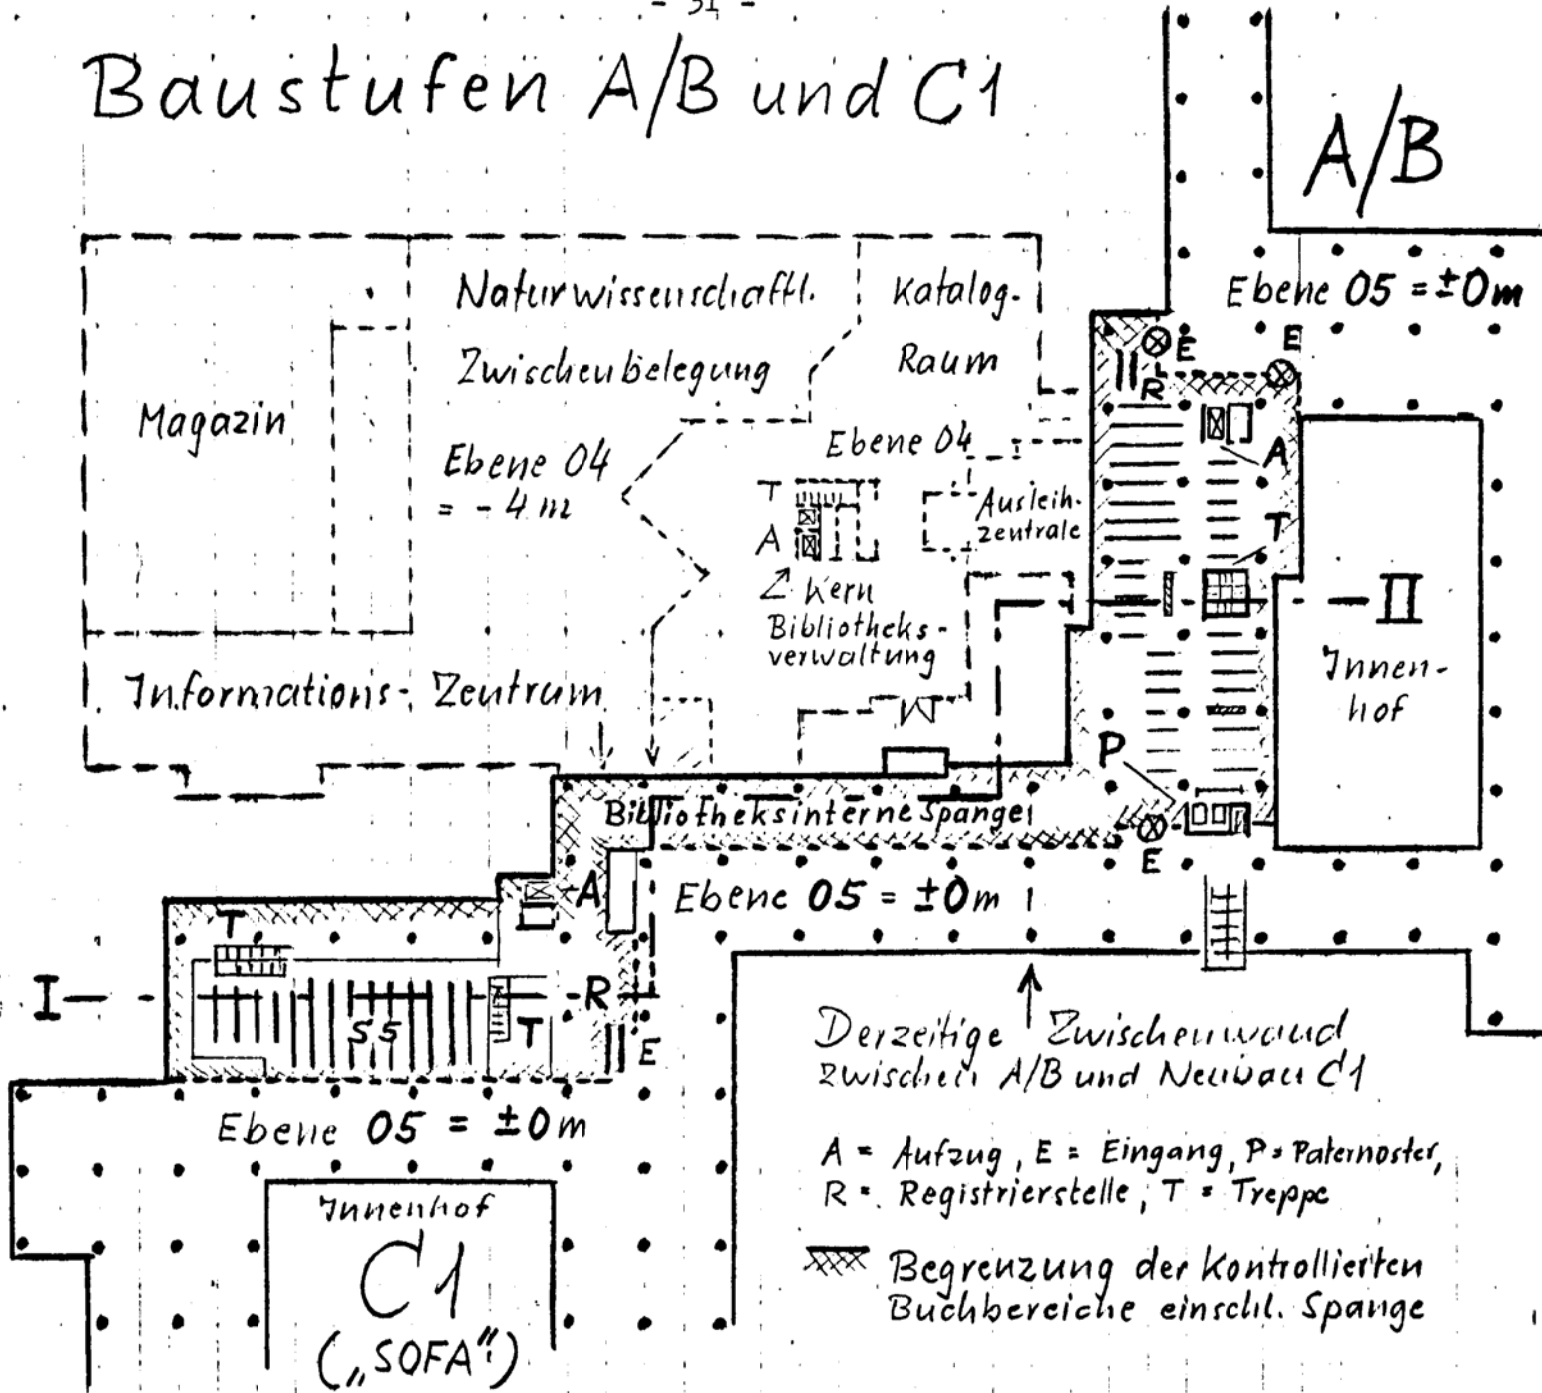 - 31 -
Baustufen A/B und C1
A/B
Ebene 05 = ±0m
Naturwissenschaftl.
Zwischenbelegung
Katalog-
Raum
Magazin
Ebene 04
= - 4 m
Ebene 04
Ausleih-
zentrale
T
A
Kern
Bibliotheks-
verwaltung
Informations-Zentrum
E
E
R
A
T
II
Innen-
hof
P
E
Bibliotheksinterne Spange
Ebene 05 = ±0m
A
T
I
R
S5
T
E
Ebene 05 = ±0m
Derzeitige Zwischenwand
zwischen A/B und Neubau C1
A = Aufzug, E = Eingang, P = Paternoster,
R = Registrierstelle, T = Treppe
Begrenzung der Kontrollierten
Buchbereiche einschl. Spange
Innenhof
C1
(„SOFA")